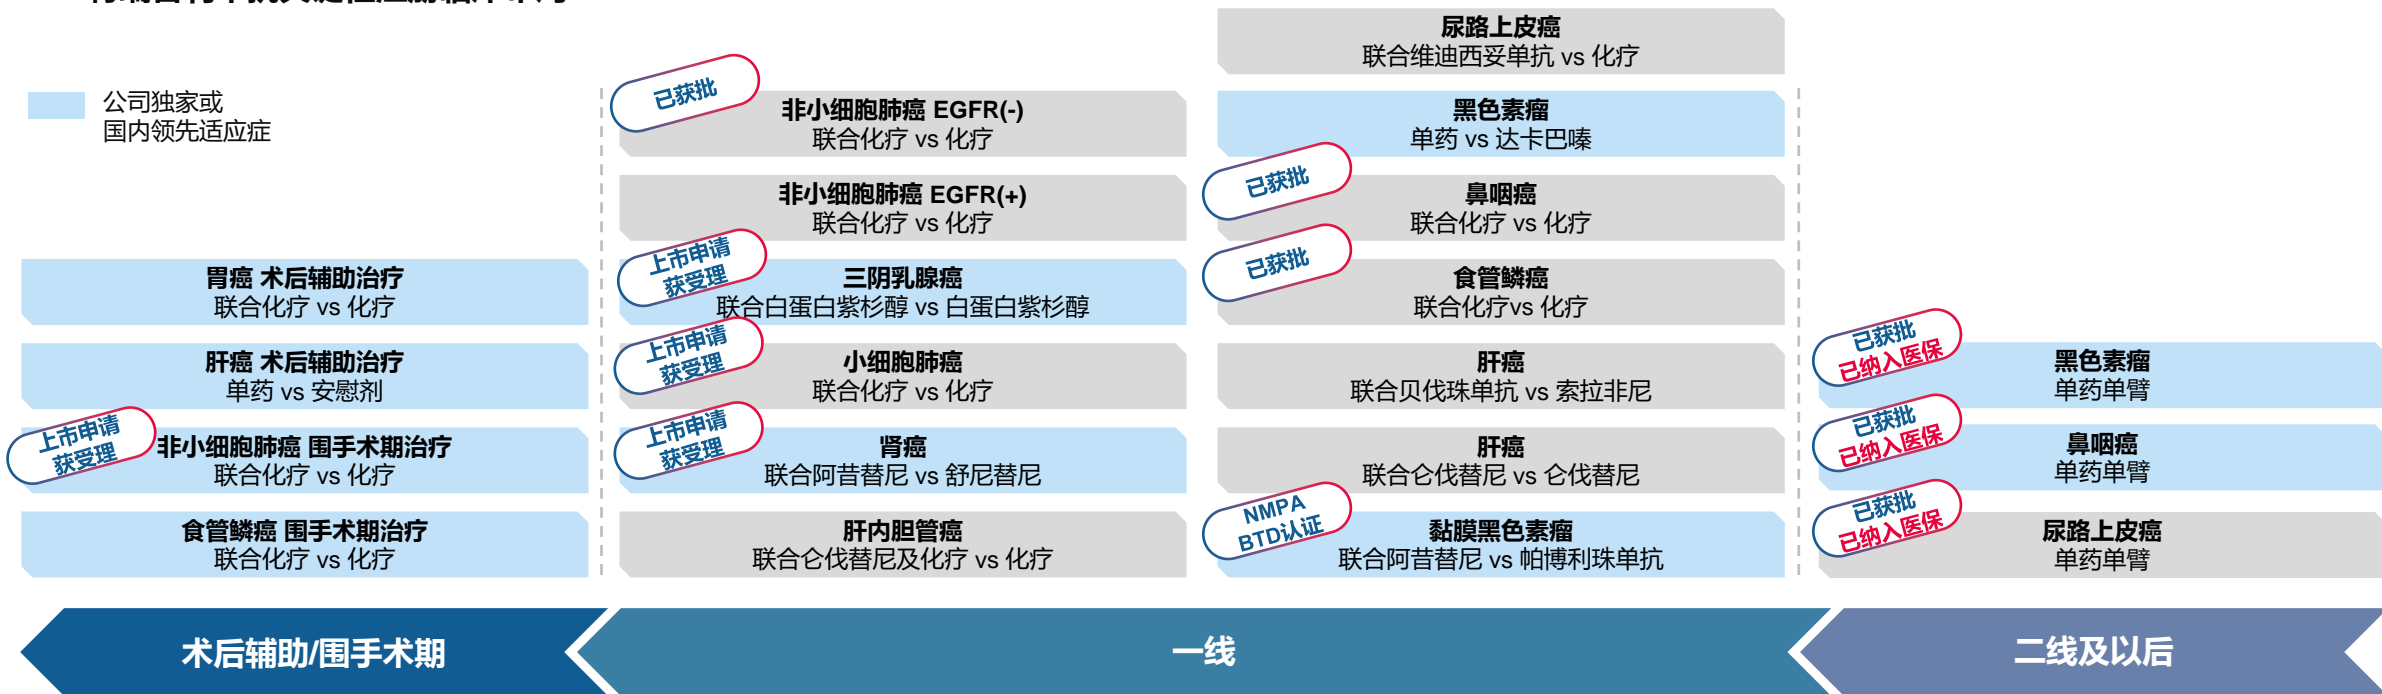 公司独家或
国内领先适应症
胃癌 术后辅助治疗
联合化疗 vs 化疗
肝癌 术后辅助治疗
单药 vs 安慰剂
上市申请
获受理
非小细胞肺癌 围手术期治疗
联合化疗 vs 化疗
食管鳞癌 围手术期治疗
联合化疗 vs 化疗
已获批
非小细胞肺癌 EGFR(-)
联合化疗 vs 化疗
非小细胞肺癌 EGFR(+)
联合化疗 vs 化疗
上市申请
获受理
三阴乳腺癌
联合白蛋白紫杉醇 vs 白蛋白紫杉醇
上市申请
获受理
小细胞肺癌
联合化疗 vs 化疗
上市申请
获受理
肾癌
联合阿昔替尼 vs 舒尼替尼
肝内胆管癌
联合仑伐替尼及化疗 vs 化疗
尿路上皮癌
联合维迪西妥单抗 vs 化疗
黑色素瘤
单药 vs 达卡巴嗪
已获批
鼻咽癌
联合化疗 vs 化疗
已获批
食管鳞癌
联合化疗vs 化疗
肝癌
联合贝伐珠单抗 vs 索拉非尼
肝癌
联合仑伐替尼 vs 仑伐替尼
NMPA
BTD认证
黏膜黑色素瘤
联合阿昔替尼 vs 帕博利珠单抗
已获批
已纳入医保
黑色素瘤
单药单臂
已获批
已纳入医保
鼻咽癌
单药单臂
已获批
已纳入医保
尿路上皮癌
单药单臂
术后辅助/围手术期
一线
二线及以后